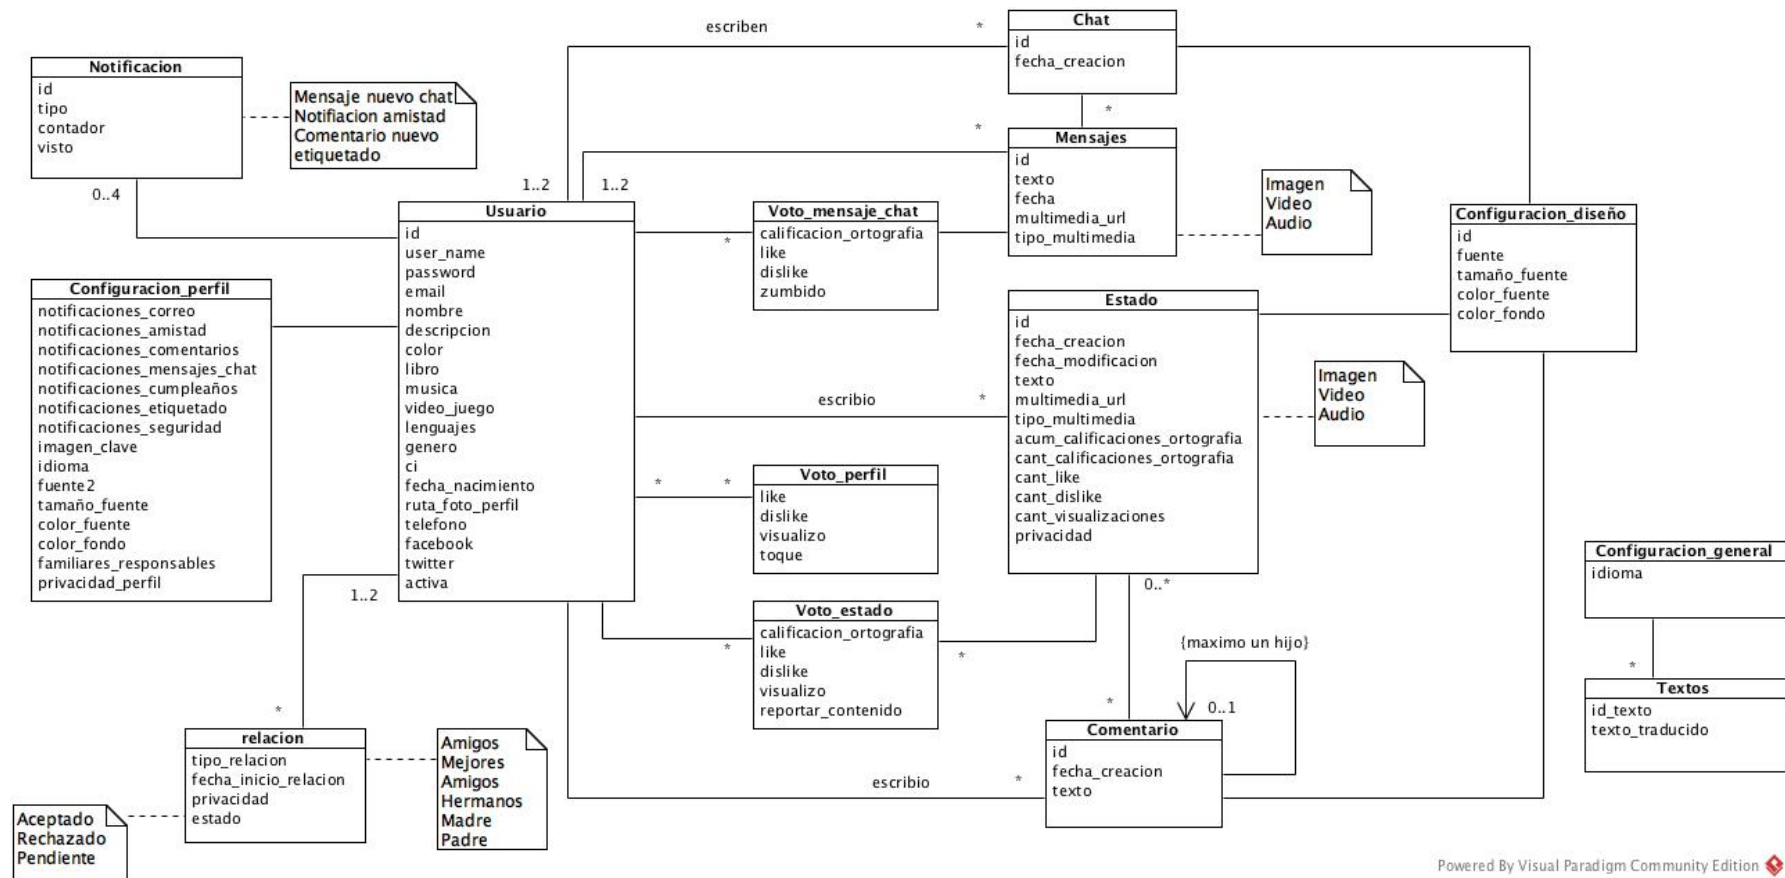 Chat
id
fecha_creacion
escriben
*
Notificacion
id
tipo
contador
visto
Mensaje nuevo chat
Notifiacion amistad
Comentario nuevo
etiquetado
0..4
*
*
Mensajes
id
texto
fecha
multimedia_url
tipo_multimedia
Imagen
Video
Audio
1..2
1..2
Usuario
id
user_name
password
email
nombre
descripcion
color
libro
musica
video_juego
lenguajes
genero
ci
fecha_nacimiento
ruta_foto_perfil
telefono
facebook
twitter
activa
Voto_mensaje_chat
calificacion_ortografia
like
dislike
zumbido
*
Configuracion_diseño
id
fuente
tamaño_fuente
color_fuente
color_fondo
Configuracion_perfil
notificaciones_correo
notificaciones_amistad
notificaciones_comentarios
notificaciones_mensajes_chat
notificaciones_cumpleaños
notificaciones_etiquetado
notificaciones_seguridad
imagen_clave
idioma
fuente2
tamaño_fuente
color_fuente
color_fondo
familiares_responsables
privacidad_perfil
Estado
id
fecha_creacion
fecha_modificacion
texto
multimedia_url
tipo_multimedia
acum_calificaciones_ortografia
cant_calificaciones_ortografia
cant_like
cant_dislike
cant_visualizaciones
privacidad
Imagen
Video
Audio
escribio
*
*
*
Voto_perfil
like
dislike
visualizo
toque
Voto_estado
calificacion_ortografia
like
dislike
visualizo
reportar_contenido
*
*
0..*
{maximo un hijo}
0..1
*
Comentario
id
fecha_creacion
texto
escribio
*
Configuracion_general
idioma
*
Textos
id_texto
texto_traducido
1..2
*
relacion
tipo_relacion
fecha_inicio_relacion
privacidad
estado
Amigos
Mejores
Amigos
Hermanos
Madre
Padre
Aceptado
Rechazado
Pendiente
Powered By Visual Paradigm Community Edition